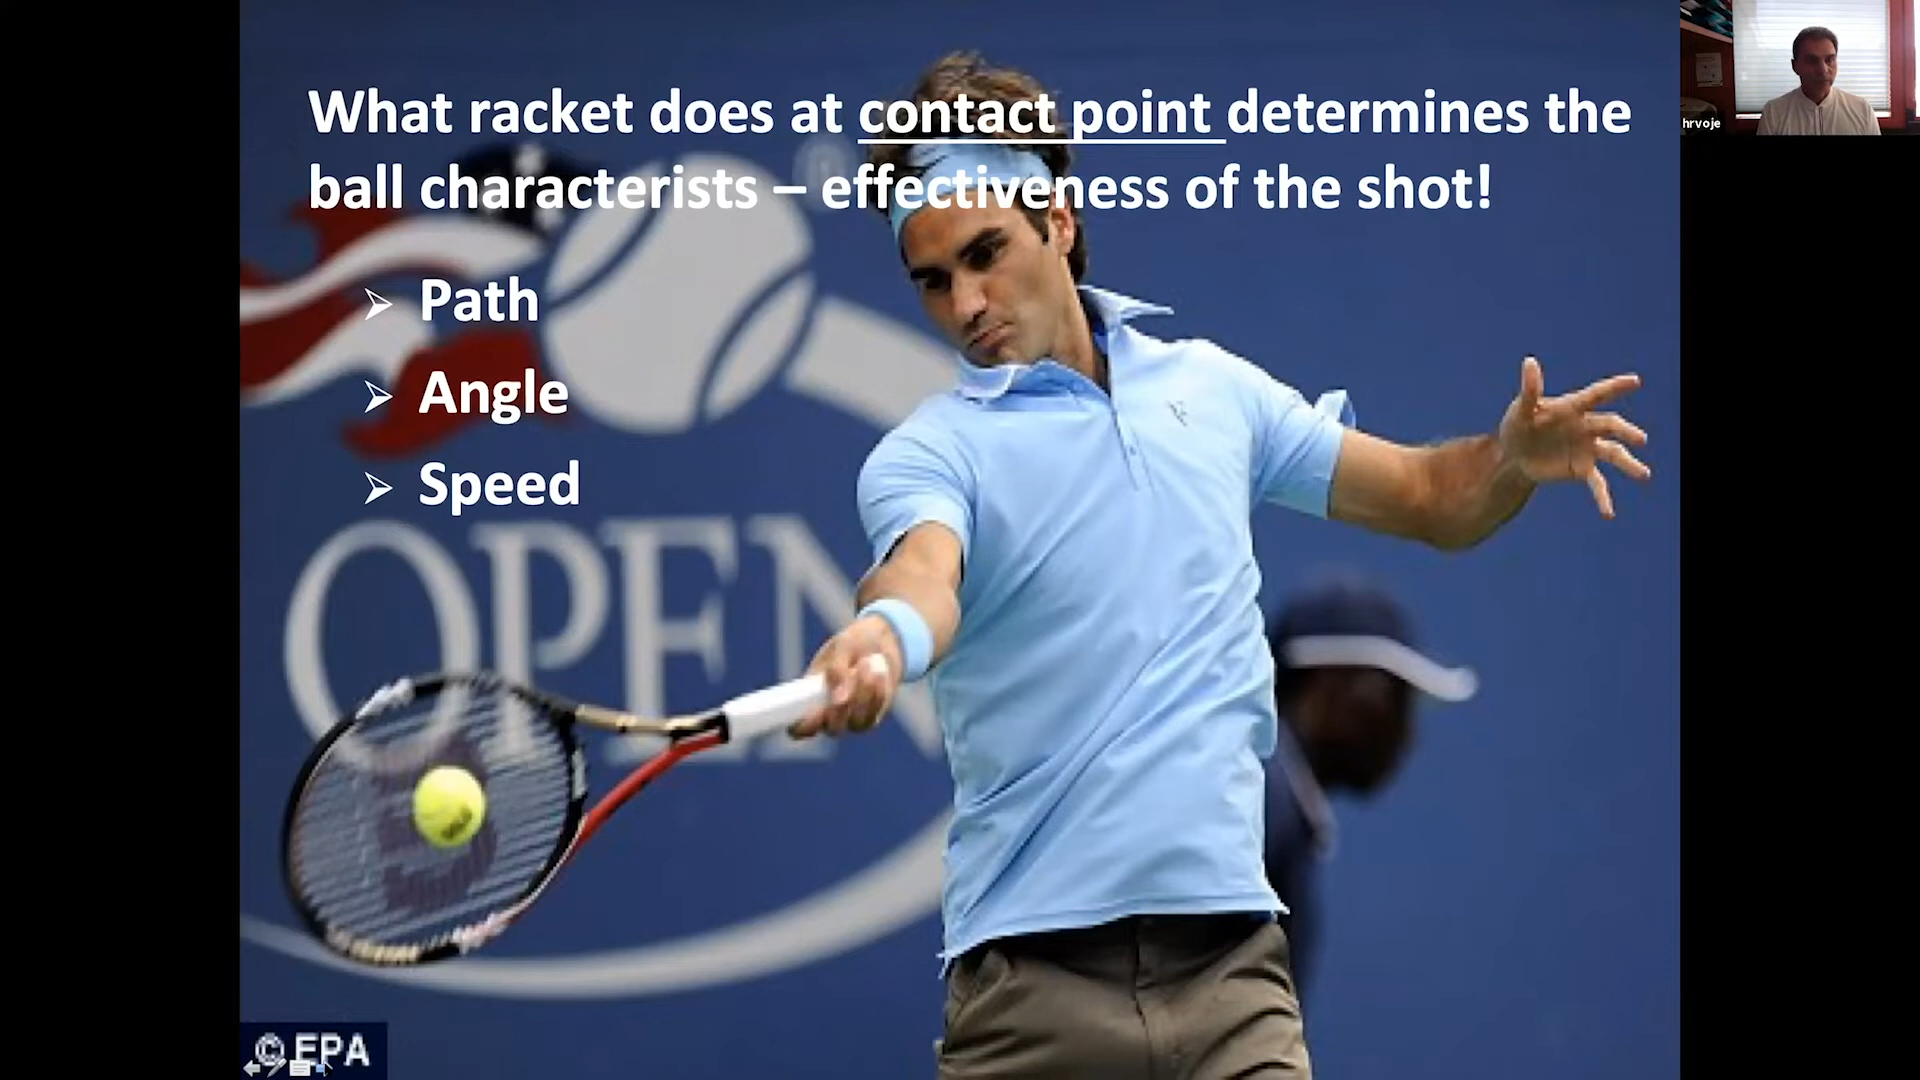 What racket does at contact point determines the
ball characterists – effectiveness of the shot!
➢ Path
➢ Angle
➢ Speed
OPEN
© EPA
hrvoje